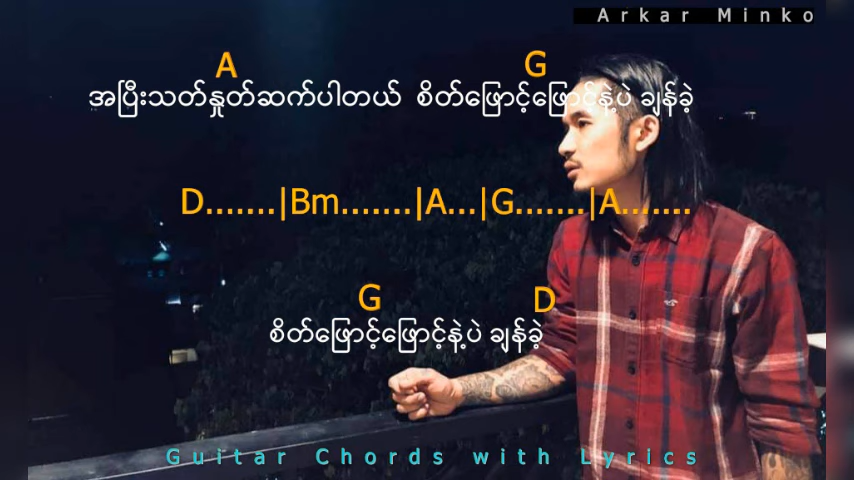 Arkar Minko
A G
အပြီးသတ်နှုတ်ဆက်ပါတယ် စိတ်ဖြောင့်ဖြောင့်နဲ့ပဲ ချန်ခဲ့
D.......|Bm.......|A...|G.......|A.......
G D
စိတ်ဖြောင့်ဖြောင့်နဲ့ပဲ ချန်ခဲ့
Guitar Chords with Lyrics